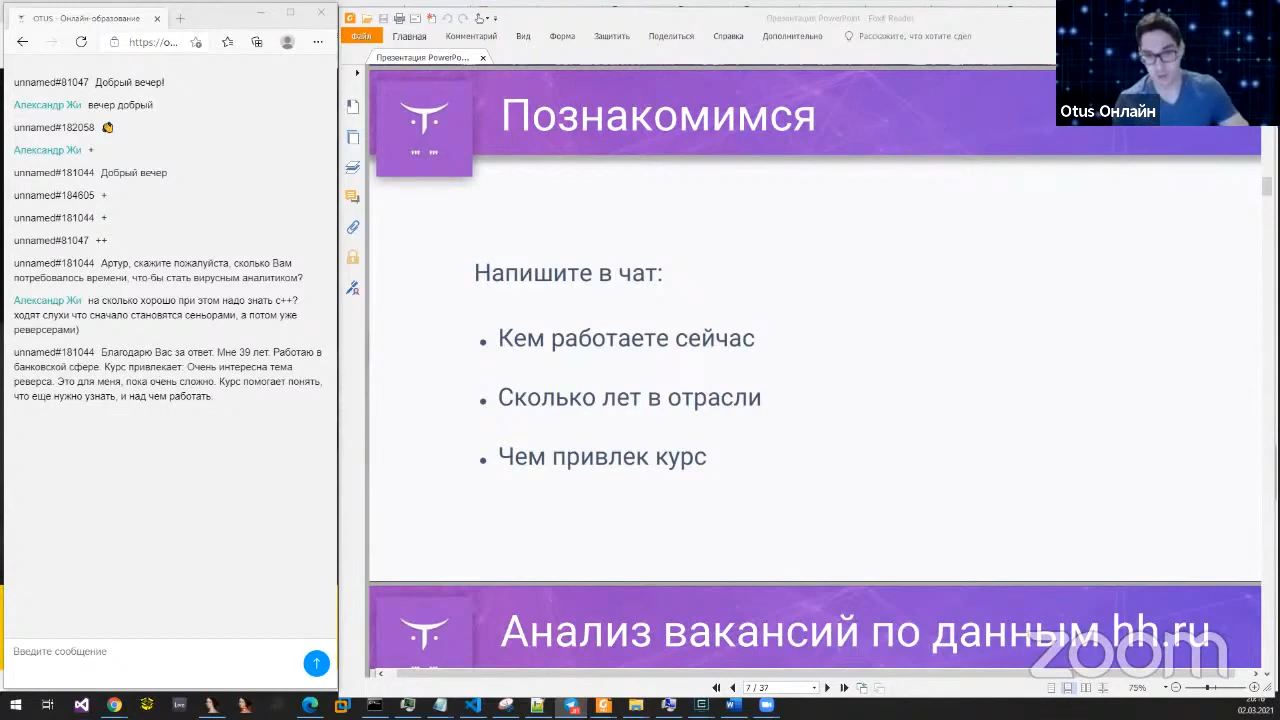 OTUS - Онлайн-образование
https://o...
unnamed#81047 Добрый вечер!
Александр Жи вечер добрый
unnamed#182058
Александр Жи +
unnamed#181044 Добрый вечер
unnamed#184605 +
unnamed#181044 +
unnamed#81047 ++
unnamed#181044 Артур, скажите пожалуйста, сколько Вам
потребовалось времени, что-бы стать вирусным аналитиком?
Александр Жи на сколько хорошо при этом надо знать с++?
ходят слухи что сначало становятся сеньорами, а потом уже
реверсерами)
unnamed#181044 Благодарю Вас за ответ. Мне 39 лет. Работаю в
банковской сфере. Курс привлекает: Очень интересна тема
реверса. Это для меня, пока очень сложно. Курс помогает понять,
что еще нужно узнать, и над чем работать.
Введите сообщение
Презентация PowerPoint - Foxit Reader
Файл Главная Комментарий Вид Форма Защитить Поделиться Справка Дополнительно Расскажите, что хотите сдел
Презентация PowerPo...
Otus Онлайн
Познакомимся
Напишите в чат:
• Кем работаете сейчас
• Сколько лет в отрасли
• Чем привлек курс
Анализ вакансий по данным hh.ru
zoom
7 / 37
75%
02.03.2021